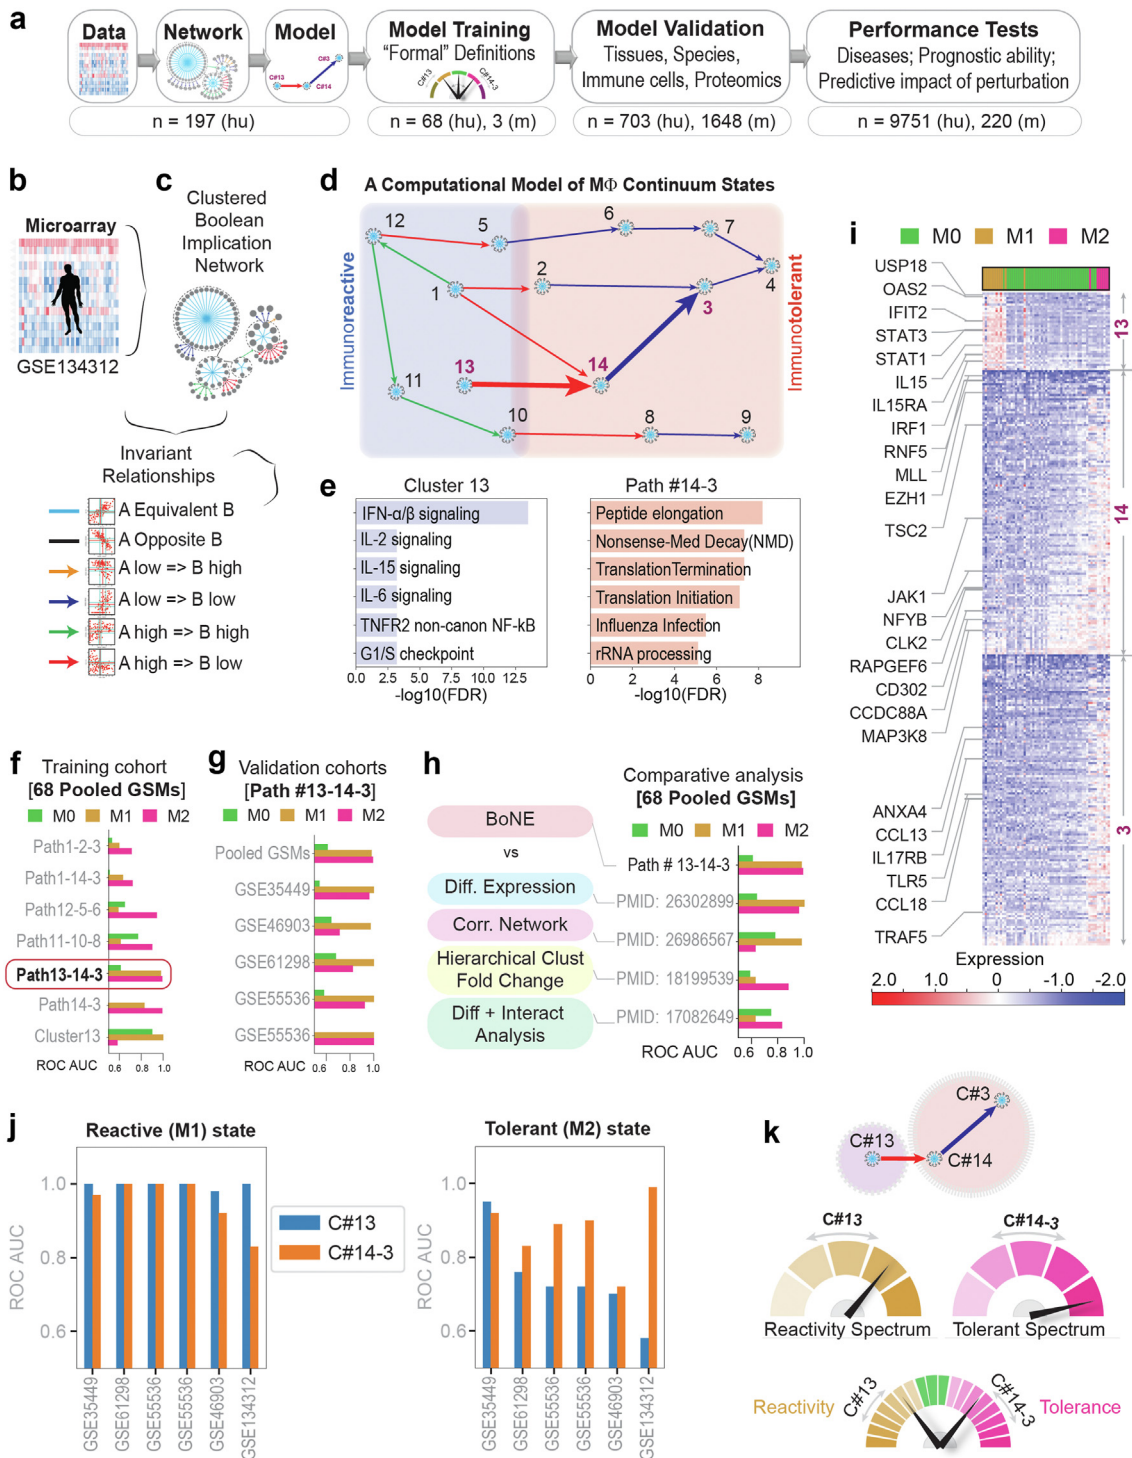 a
Data
Network
Model
C#3
C#13
C#14
Model Training
“Formal” Definitions
C#13
C#14-3
Model Validation
Tissues, Species,
Immune cells, Proteomics
Performance Tests
Diseases; Prognostic ability;
Predictive impact of perturbation
n = 197 (hu)
n = 68 (hu), 3 (m)
n = 703 (hu), 1648 (m)
n = 9751 (hu), 220 (m)
b
Microarray
GSE134312
c
Clustered
Boolean
Implication
Network
Invariant
Relationships
A Equivalent B
A Opposite B
A low => B high
A low => B low
A high => B high
A high => B low
d
A Computational Model of MΦ Continuum States
Immunoreactive
Immunotolerant
12
5
6
7
1
2
3
4
13
14
11
10
8
9
e
Cluster 13
IFN-α/β signaling
IL-2 signaling
IL-15 signaling
IL-6 signaling
TNFR2 non-canon NF-kB
G1/S checkpoint
0.0 2.5 5.0 7.5 10.0 12.5
-log10(FDR)
Path #14-3
Peptide elongation
Nonsense-Med Decay(NMD)
TranslationTermination
Translation Initiation
Influenza Infection
rRNA processing
0 2 4 6 8
-log10(FDR)
f
Training cohort
[68 Pooled GSMs]
M0 M1 M2
Path1-2-3
Path1-14-3
Path12-5-6
Path11-10-8
Path13-14-3
Path14-3
Cluster13
ROC AUC 0.6 0.8 1.0
g
Validation cohorts
[Path #13-14-3]
M0 M1 M2
Pooled GSMs
GSE35449
GSE46903
GSE61298
GSE55536
GSE55536
ROC AUC 0.6 0.8 1.0
h
Comparative analysis
[68 Pooled GSMs]
M0 M1 M2
BoNE
vs
Diff. Expression
Corr. Network
Hierarchical Clust
Fold Change
Diff + Interact
Analysis
Path # 13-14-3
PMID: 26302899
PMID: 26986567
PMID: 18199539
PMID: 17082649
ROC AUC 0.6 0.8 1.0
i
M0 M1 M2
USP18
OAS2
IFIT2
STAT3
STAT1
IL15
IL15RA
IRF1
RNF5
MLL
EZH1
TSC2
JAK1
NFYB
CLK2
RAPGEF6
CD302
CCDC88A
MAP3K8
ANXA4
CCL13
IL17RB
TLR5
CCL18
TRAF5
13
14
3
Expression
2.0 1.0 0 -1.0 -2.0
j
Reactive (M1) state
ROC AUC
1.0
0.8
0.6
GSE35449
GSE61298
GSE55536
GSE55536
GSE46903
GSE134312
C#13
C#14-3
Tolerant (M2) state
ROC AUC
1.0
0.8
0.6
GSE35449
GSE61298
GSE55536
GSE55536
GSE46903
GSE134312
k
C#3
C#13
C#14
C#13
Reactivity Spectrum
C#14-3
Tolerant Spectrum
Reactivity
C#13
C#14-3
Tolerance